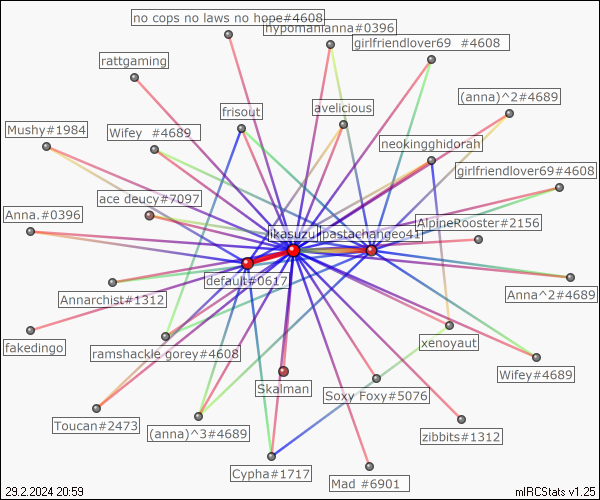 no cops no laws no hope#4608
hypomanianna#0396
girlfriendlover69 #4608
rattgaming
(anna)^2#4689
frisout
avelicious
Mushy#1984
Wifey #4689
neokingghidorah
girlfriendlover69#4608
ace deucy#7097
Anna.#0396
likasuzu
pastachangeo41
AlpineRooster#2156
default#0617
Annarchist#1312
Anna^2#4689
fakedingo
ramshackle gorey#4608
xenoyaut
Wifey#4689
Skalman
Soxy Foxy#5076
Toucan#2473
(anna)^3#4689
zibbits#1312
Cypha#1717
Mad #6901
29.2.2024 20:59
mIRCStats v1.25